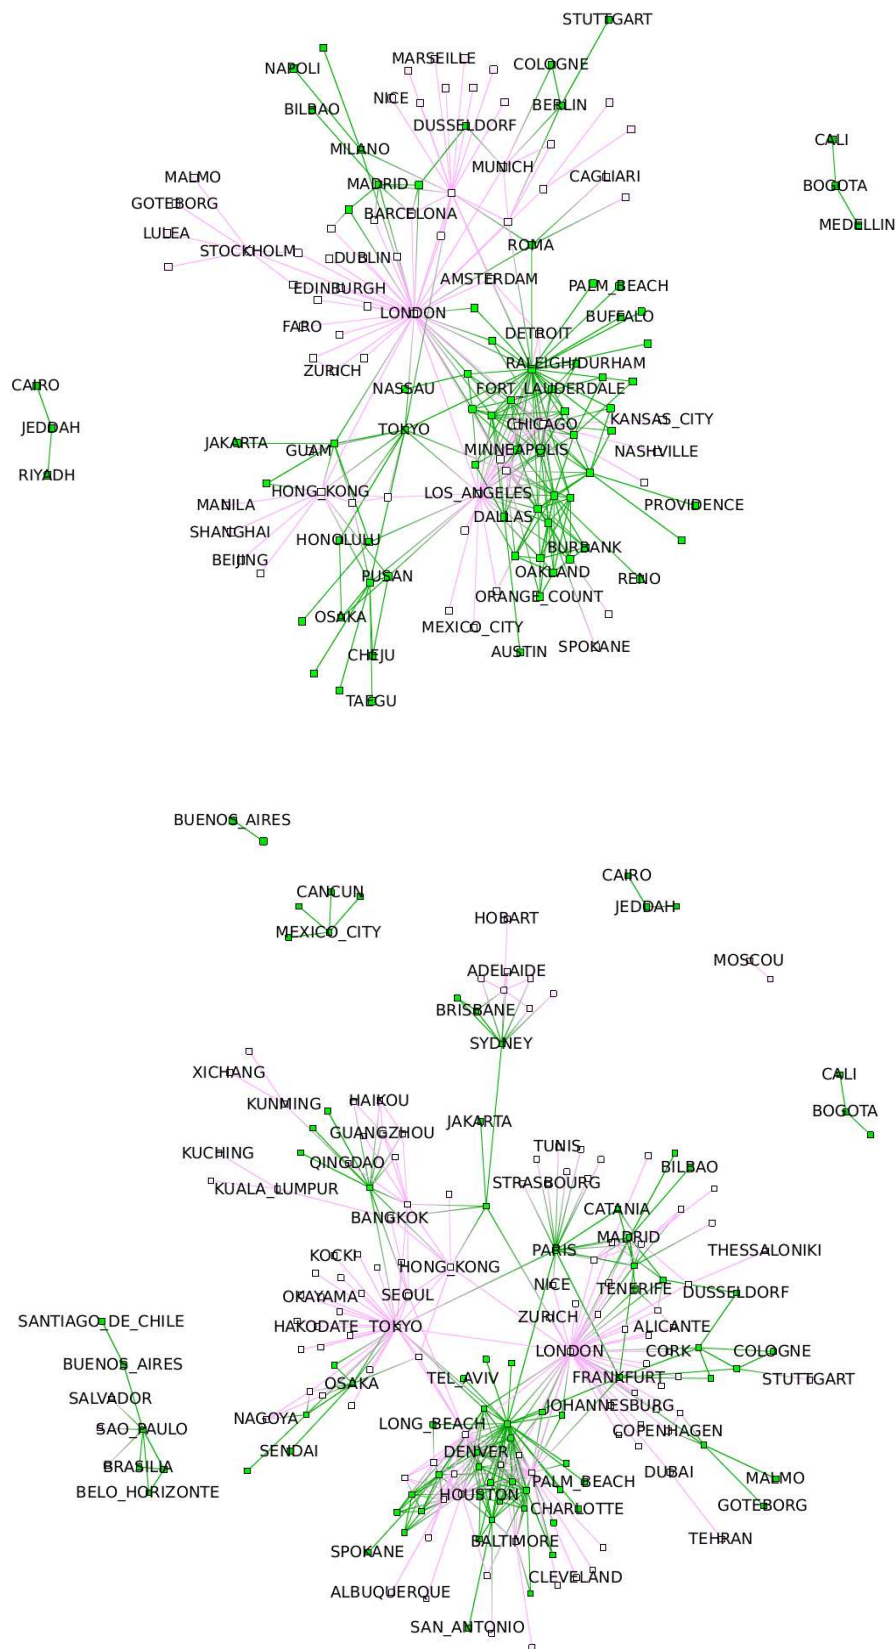 STUTTGART
MARSEILLE
COLOGNE
NAPOLI
NICE
BERLIN
BILBAO
DUSSELDORF
CALI
MILANO
MUNICH
CAGLIARI
MALMO
MADRID
BOGOTA
GOTEBORG
BARCELONA
MEDELLIN
LULEA
STOCKHOLM
ROMA
DUBLIN
AMSTERDAM
EDINBURGH
PALM_BEACH
LONDON
BUFFALO
FARO
DETROIT
ZURICH
RALEIGH/DURHAM
CAIRO
NASSAU
FORT_LAUDERDALE
JEDDAH
TOKYO
CHICAGO
KANSAS_CITY
JAKARTA
GUAM
MINNEAPOLIS
NASHVILLE
RIYADH
HONG_KONG
LOS_ANGELES
MANILA
DALLAS
PROVIDENCE
SHANGHAI
HONOLULU
BURBANK
BEIJING
PUSAN
OAKLAND
RENO
ORANGE_COUNT
OSAKA
MEXICO_CITY
CHEJU
AUSTIN
SPOKANE
TAEGU
BUENOS_AIRES
CAIRO
CANCUN
JEDDAH
HOBART
MEXICO_CITY
MOSCOU
ADELAIDE
BRISBANE
SYDNEY
XICHANG
CALI
KUNMING
HAIKOU
BOGOTA
JAKARTA
GUANGZHOU
TUNIS
KUCHING
QINGDAO
BILBAO
KUALA_LUMPUR
STRASBOURG
BANGKOK
CATANIA
MADRID
KOCKI
PARIS
THESSALONIKI
HONG_KONG
NICE
TENERIFE
DUSSELDORF
OKAYAMA
SEOUL
SANTIAGO_DE_CHILE
ZURICH
ALICANTE
HAKODATE
TOKYO
LONDON
CORK
COLOGNE
BUENOS_AIRES
TEL_AVIV
FRANKFURT
STUTTGART
OSAKA
SALVADOR
JOHANNESBURG
NAGOYA
LONG_BEACH
SAO_PAULO
COPENHAGEN
SENDAI
DENVER
BRASILIA
DUBAI
MALMO
PALM_BEACH
BELO_HORIZONTE
HOUSTON
CHARLOTTE
GOTEBORG
TEHRAN
BALTIMORE
SPOKANE
CLEVELAND
ALBUQUERQUE
SAN_ANTONIO